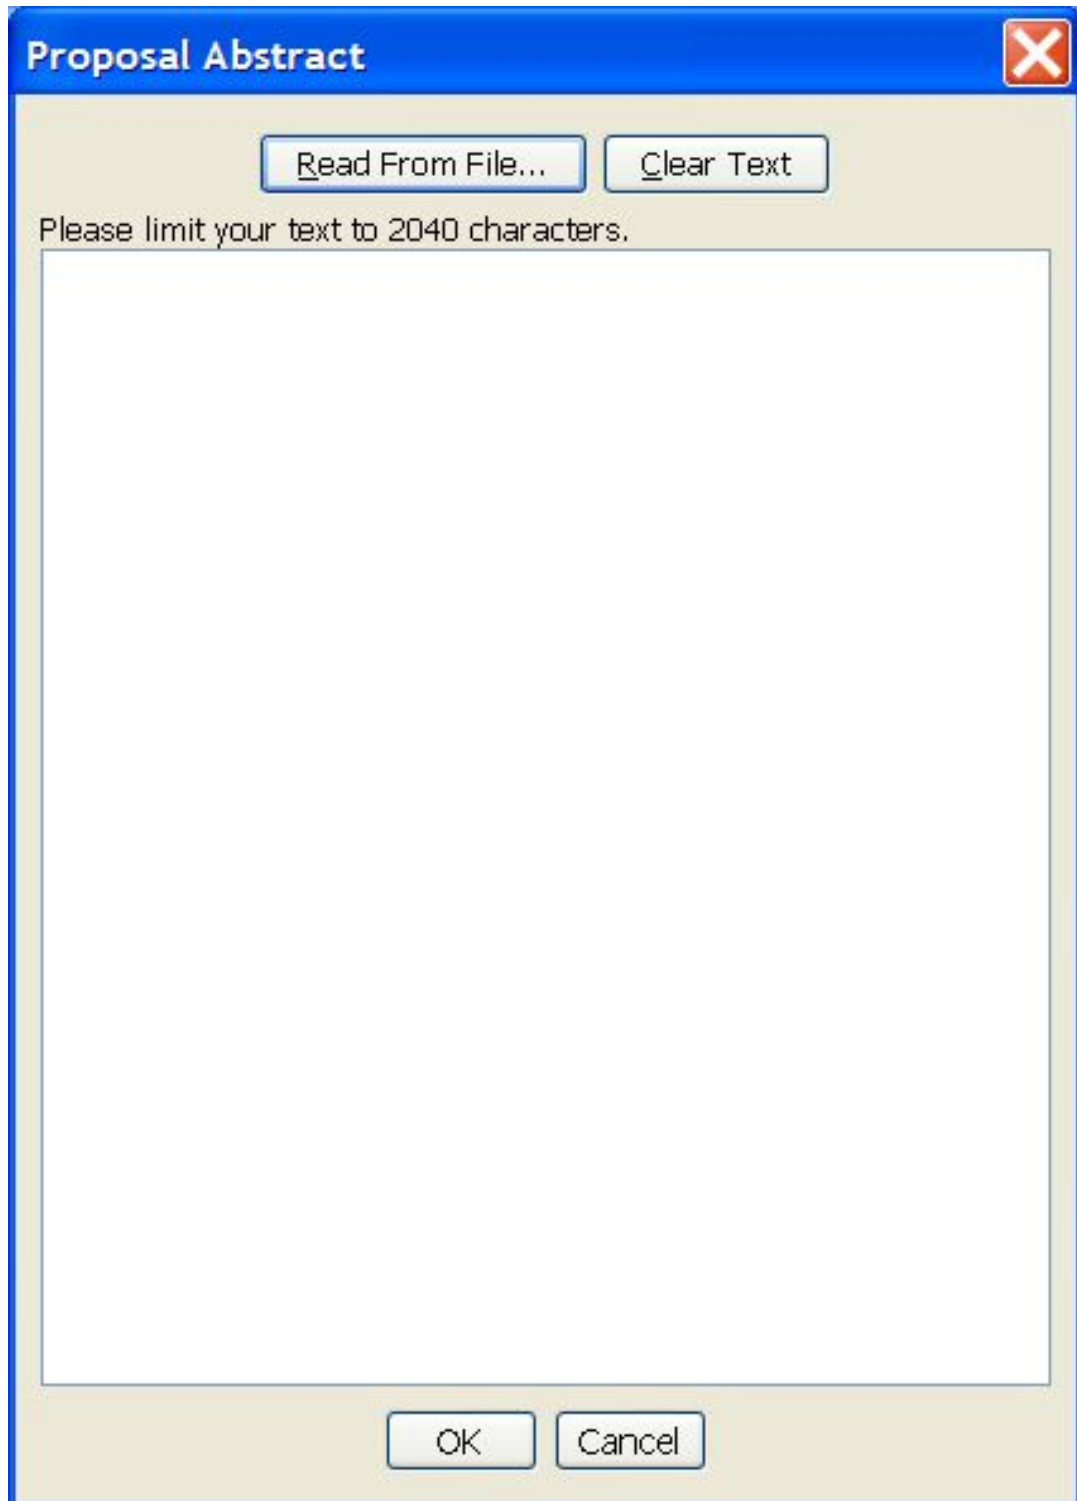 Proposal Abstract
Read From File... Clear Text
Please limit your text to 2040 characters.
OK Cancel